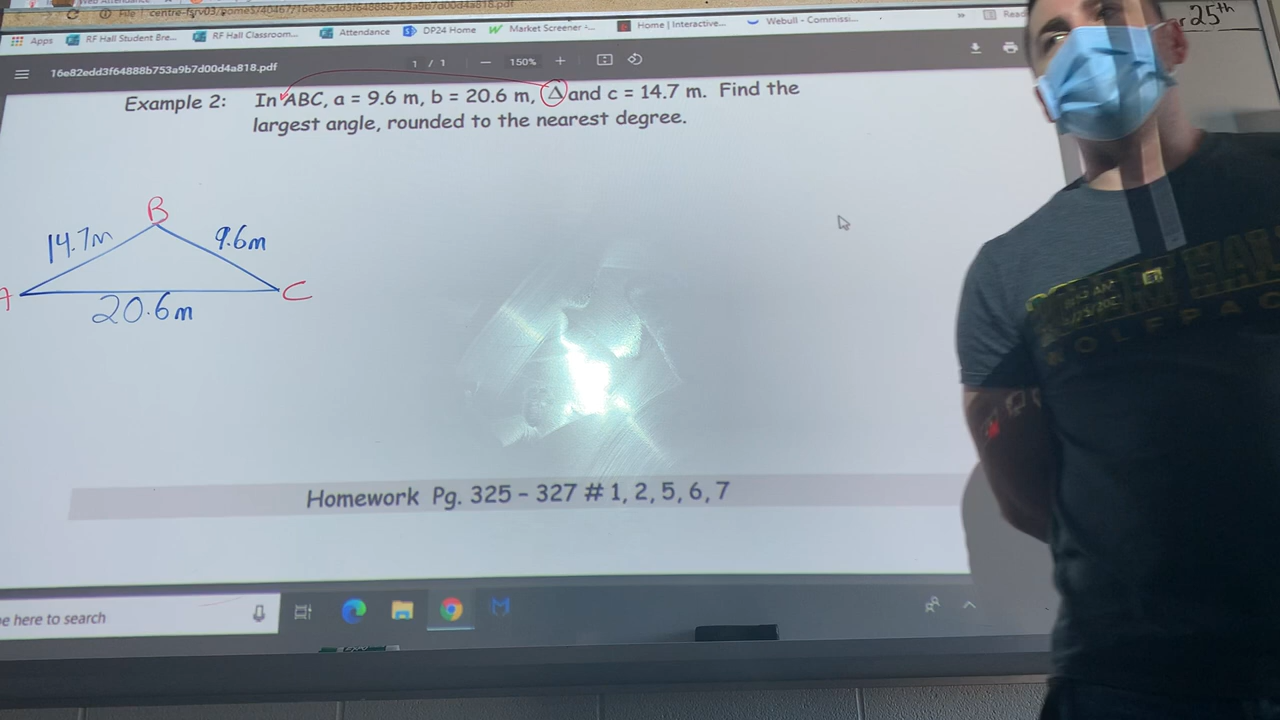 Apps RF Hall Student Bre... RF Hall Classroom... Attendance DP24 Home Market Screener -... Home | Interactive... Webull - Commissi... »
16e82edd3f64888b753a9b7d00d4a818.pdf 1 / 1 — 150% +
25th
Example 2: In ABC, a = 9.6 m, b = 20.6 m, Δ and c = 14.7 m. Find the
largest angle, rounded to the nearest degree.
B
14.7m 9.6m
A C
20.6m
Homework Pg. 325 - 327 # 1, 2, 5, 6, 7
here to search